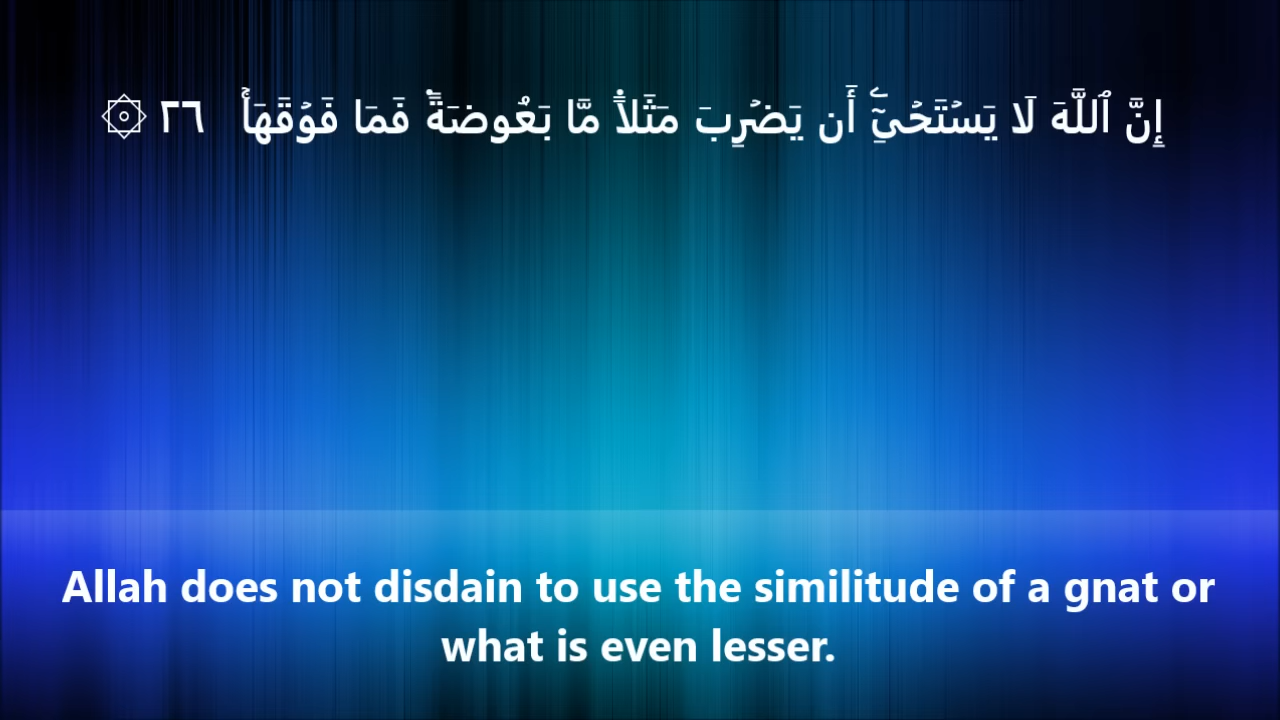 إِنَّ ٱللَّهَ لَا يَسۡتَحۡيِۦٓ أَن يَضۡرِبَ مَثَلٗا مَّا بَعُوضَةٗ فَمَا فَوۡقَهَاۚ ٢٦ ۞
Allah does not disdain to use the similitude of a gnat or
what is even lesser.